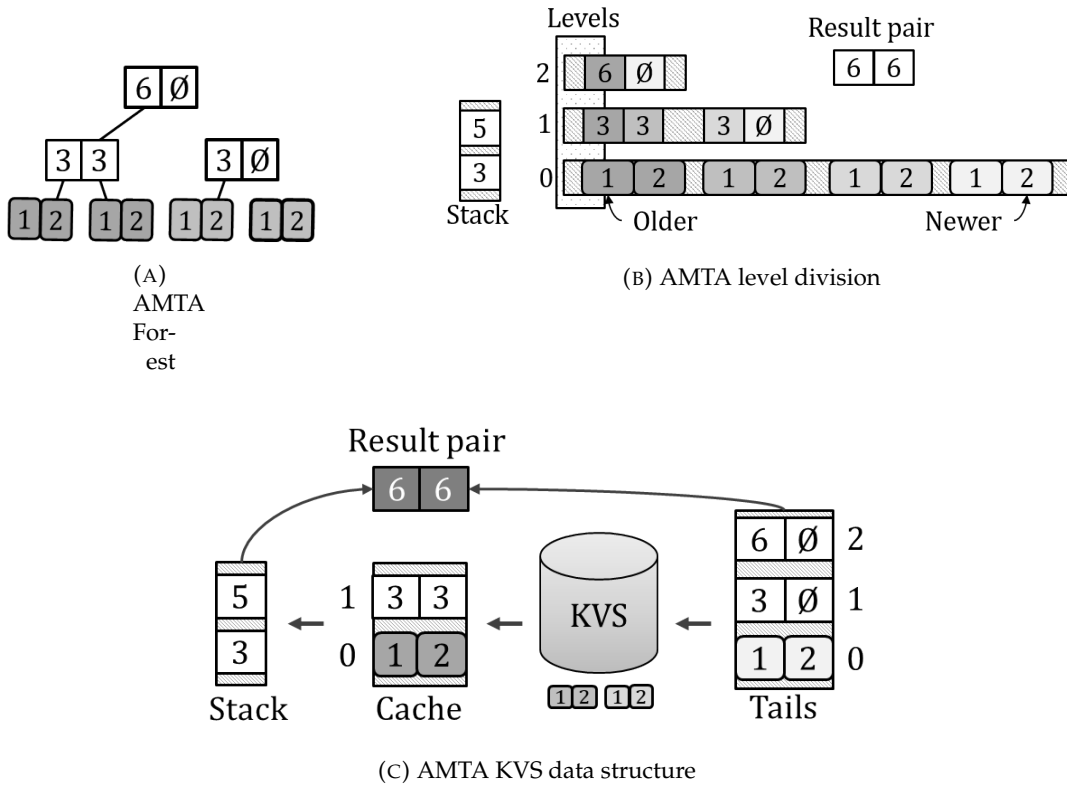 6 Ø
3 3 3 Ø
1 2 1 2 1 2 1 2
(A)
AMTA
For-
est
Levels
Result pair
6 6
2 6 Ø
1 3 3 3 Ø
0 1 2 1 2 1 2 1 2
5
3
Stack
Older
Newer
(B) AMTA level division
Result pair
6 6
5
3
Stack
1 3 3
0 1 2
Cache
KVS
1 2 1 2
6 Ø 2
3 Ø 1
1 2 0
Tails
(C) AMTA KVS data structure